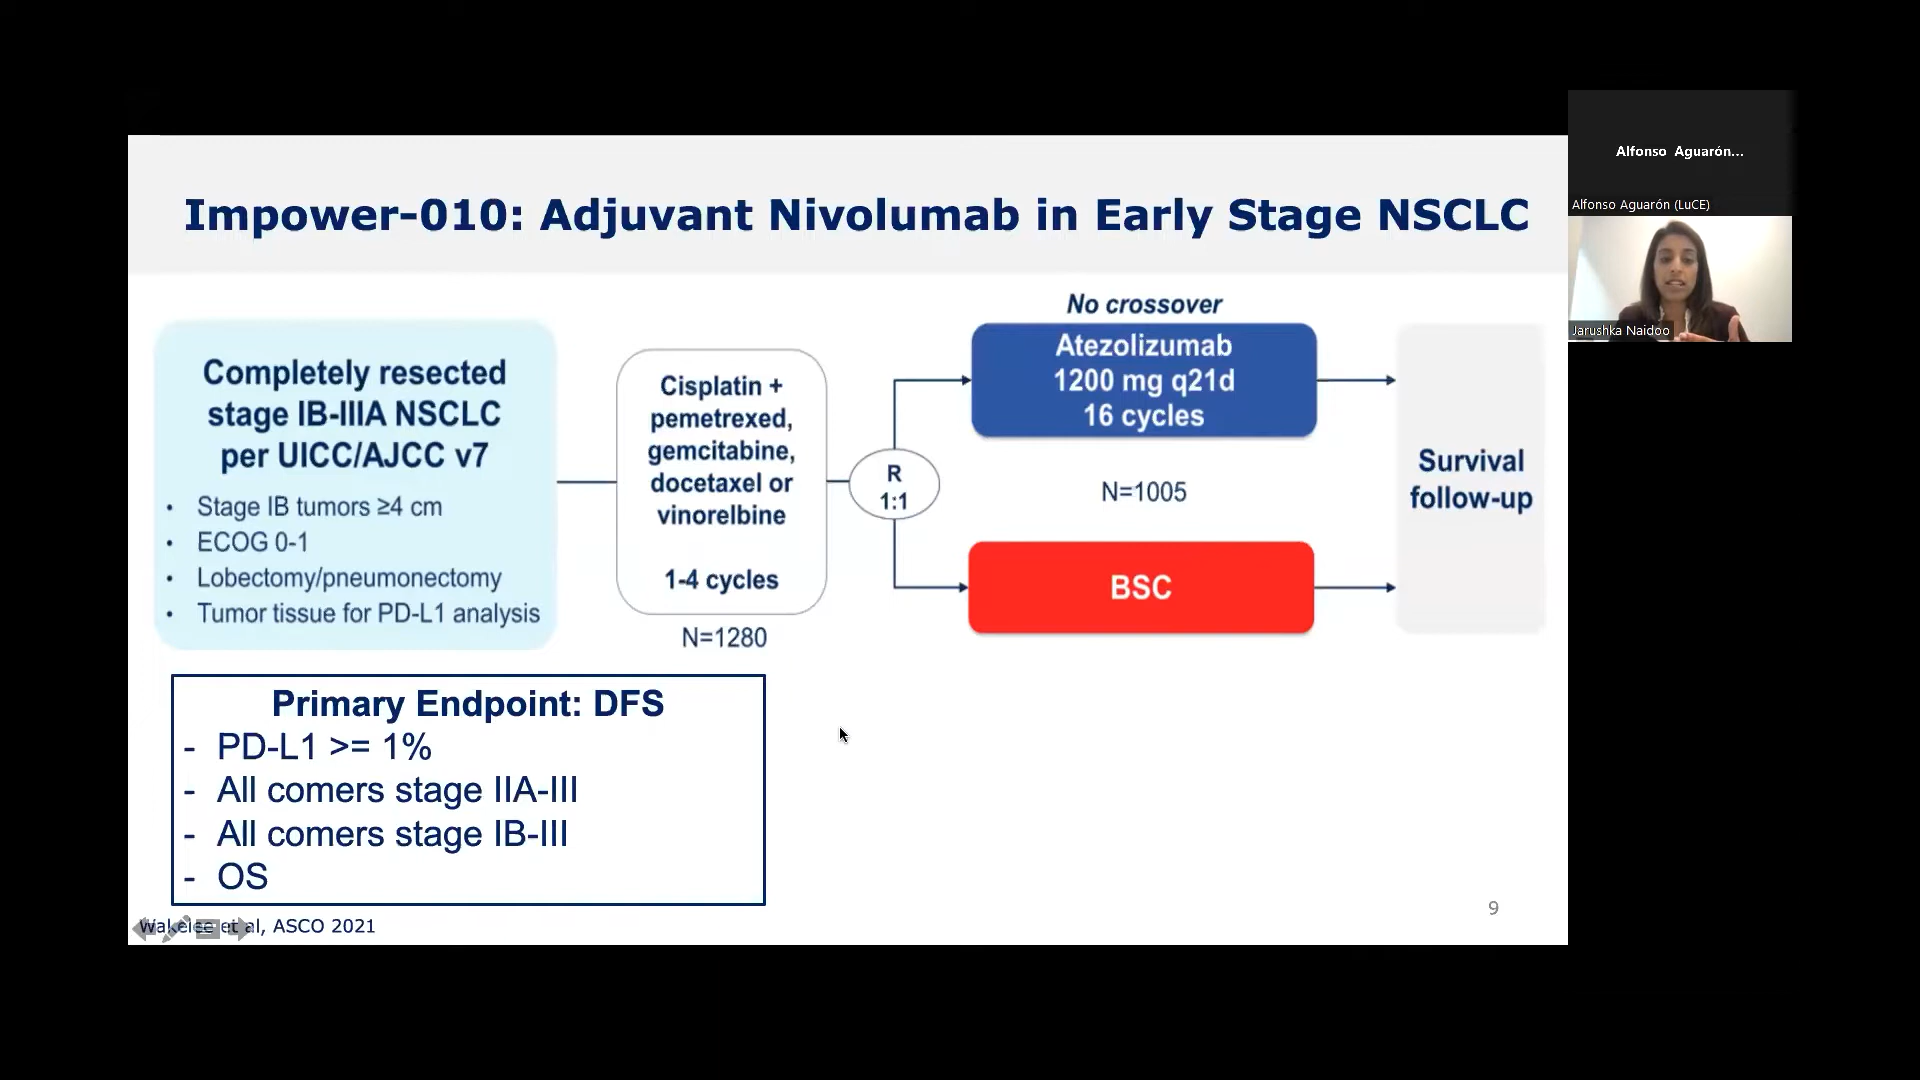 Impower-010: Adjuvant Nivolumab in Early Stage NSCLC
Alfonso Aguarón...
Alfonso Aguarón (LuCE)
Jarushka Naidoo
Completely resected
stage IB-IIIA NSCLC
per UICC/AJCC v7
• Stage IB tumors ≥4 cm
• ECOG 0-1
• Lobectomy/pneumonectomy
• Tumor tissue for PD-L1 analysis
Cisplatin +
pemetrexed,
gemcitabine,
docetaxel or
vinorelbine
1-4 cycles
N=1280
R
1:1
No crossover
Atezolizumab
1200 mg q21d
16 cycles
N=1005
BSC
Survival
follow-up
Primary Endpoint: DFS
- PD-L1 >= 1%
- All comers stage IIA-III
- All comers stage IB-III
- OS
Wakelee et al, ASCO 2021
9